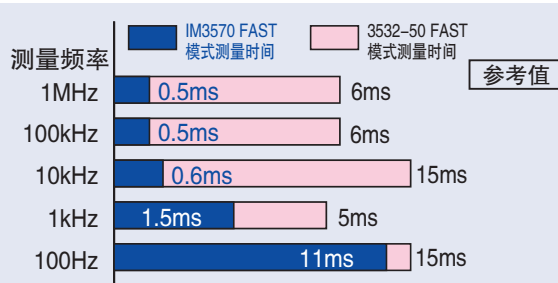 IM3570 FAST
模式测量时间
3532-50 FAST
模式测量时间
测量频率
参考值
1MHz 0.5ms 6ms
100kHz 0.5ms 6ms
10kHz 0.6ms 15ms
1kHz 1.5ms 5ms
100Hz 11ms 15ms